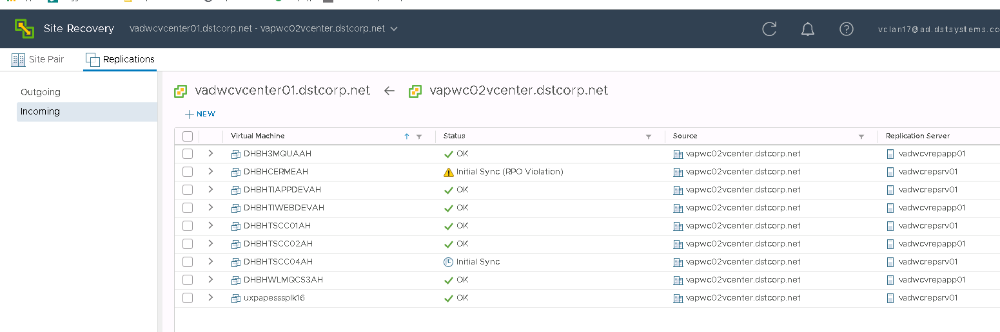 Site Recovery vadwcvcenter01.dstcorp.net - vapwc02vcenter.dstcorp.net vclan17@ad.dstsystems.co
Site Pair Replications
Outgoing
Incoming
vadwcvcenter01.dstcorp.net ← vapwc02vcenter.dstcorp.net
+ NEW
Virtual Machine Status Source Replication Server
DHBH3MQUAAH OK vapwc02vcenter.dstcorp.net vadwcvrepapp01
DHBHCERMEAH Initial Sync (RPO Violation) vapwc02vcenter.dstcorp.net vadwcrepsrv01
DHBHTIAPPDEVAH OK vapwc02vcenter.dstcorp.net vadwcrepsrv01
DHBHTIWEBDEVAH OK vapwc02vcenter.dstcorp.net vadwcvrepapp01
DHBHTSCC01AH OK vapwc02vcenter.dstcorp.net vadwcrepsrv01
DHBHTSCC02AH OK vapwc02vcenter.dstcorp.net vadwcvrepapp01
DHBHTSCC04AH Initial Sync vapwc02vcenter.dstcorp.net vadwcrepsrv01
DHBHWLMQCS3AH OK vapwc02vcenter.dstcorp.net vadwcvrepapp01
uxpapesssplk16 OK vapwc02vcenter.dstcorp.net vadwcrepsrv01